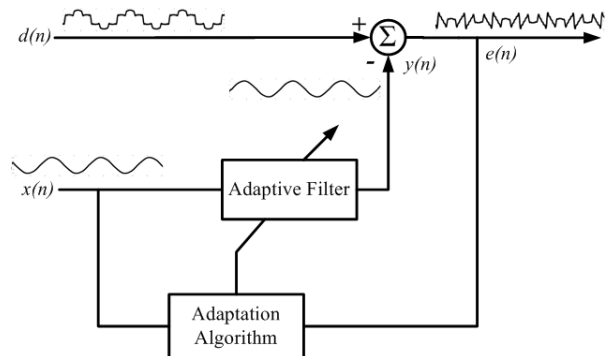 +
d(n)
Σ
-
y(n)
e(n)
x(n)
Adaptive Filter
Adaptation
Algorithm